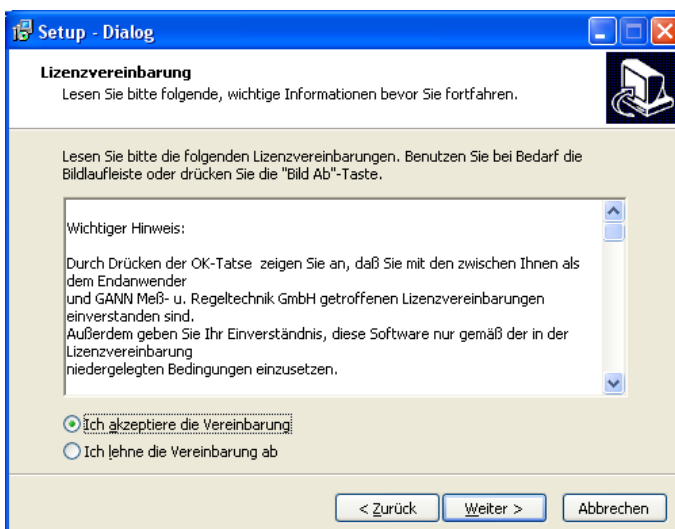 Setup - Dialog
Lizenzvereinbarung
Lesen Sie bitte folgende, wichtige Informationen bevor Sie fortfahren.
Lesen Sie bitte die folgenden Lizenzvereinbarungen. Benutzen Sie bei Bedarf die
Bildlaufleiste oder drücken Sie die "Bild Ab"-Taste.
Wichtiger Hinweis:
Durch Drücken der OK-Tatse  zeigen Sie an, daß Sie mit den zwischen Ihnen als
dem Endanwender
und GANN Meß- u. Regeltechnik GmbH getroffenen Lizenzvereinbarungen
einverstanden sind.
Außerdem geben Sie Ihr Einverständnis, diese Software nur gemäß der in der
Lizenzvereinbarung
niedergelegten Bedingungen einzusetzen.
Ich akzeptiere die Vereinbarung
Ich lehne die Vereinbarung ab
< Zurück Weiter > Abbrechen